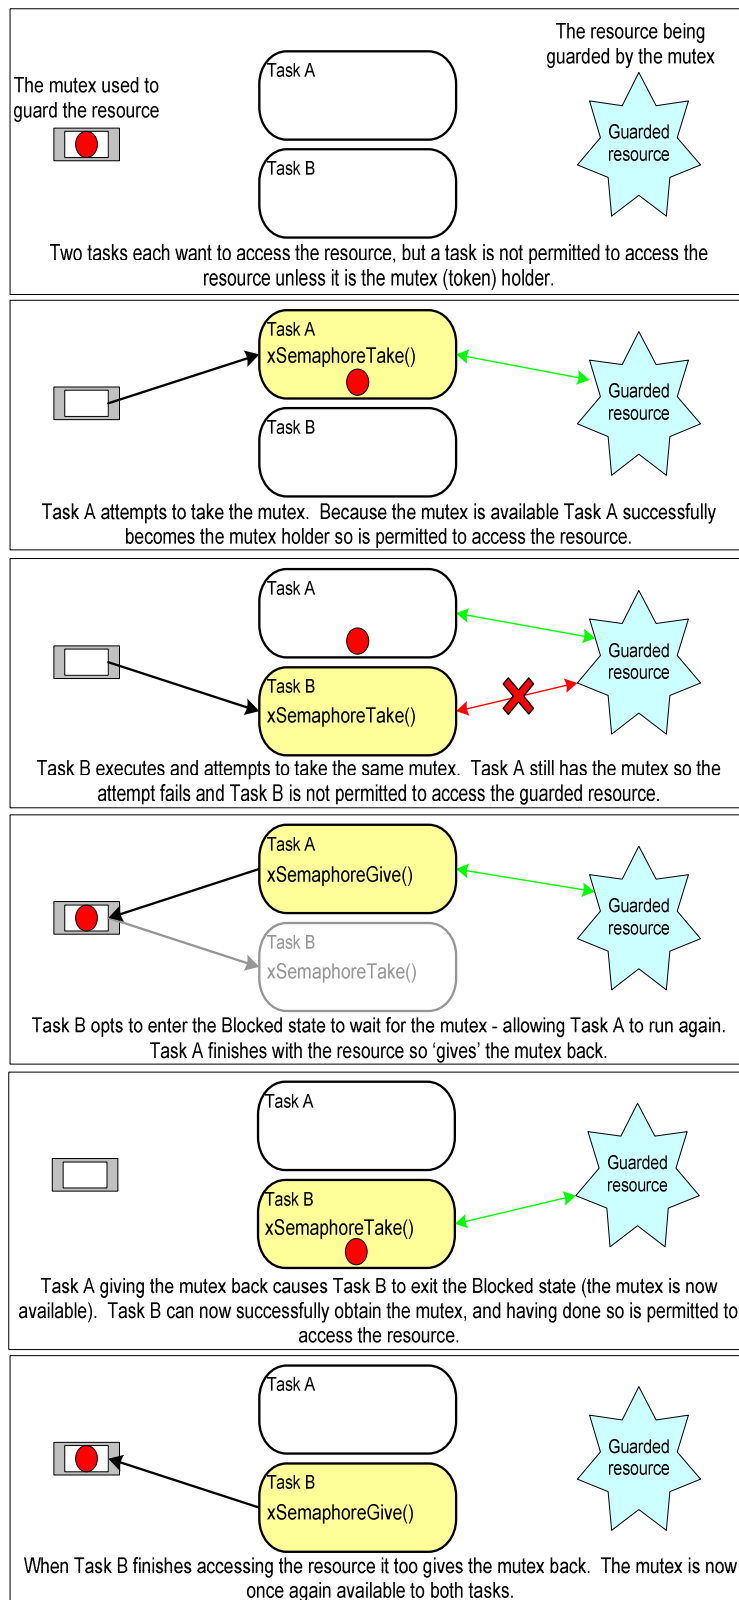 The resource being
guarded by the mutex
The mutex used to
guard the resource
Task A
Task B
Guarded
resource
Two tasks each want to access the resource, but a task is not permitted to access the
resource unless it is the mutex (token) holder.
Task A
xSemaphoreTake()
Task B
Guarded
resource
Task A attempts to take the mutex.  Because the mutex is available Task A successfully
becomes the mutex holder so is permitted to access the resource.
Task A
Task B
xSemaphoreTake()
Guarded
resource
Task B executes and attempts to take the same mutex.  Task A still has the mutex so the
attempt fails and Task B is not permitted to access the guarded resource.
Task A
xSemaphoreGive()
Task B
xSemaphoreTake()
Guarded
resource
Task B opts to enter the Blocked state to wait for the mutex - allowing Task A to run again.
Task A finishes with the resource so ‘gives’ the mutex back.
Task A
Task B
xSemaphoreTake()
Guarded
resource
Task A giving the mutex back causes Task B to exit the Blocked state (the mutex is now
available).  Task B can now successfully obtain the mutex, and having done so is permitted to
access the resource.
Task A
Task B
xSemaphoreGive()
Guarded
resource
When Task B finishes accessing the resource it too gives the mutex back.  The mutex is now
once again available to both tasks.